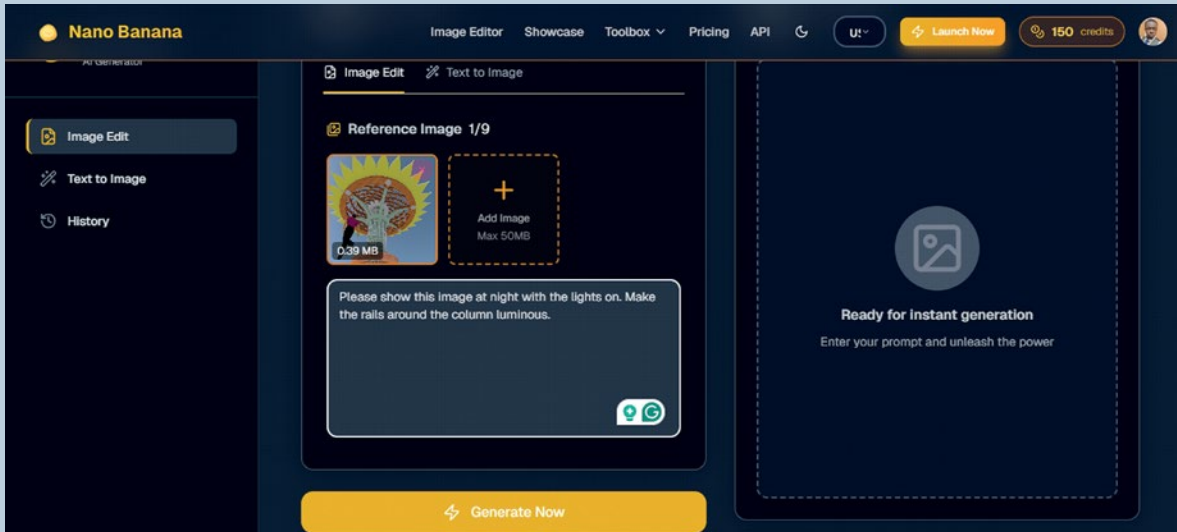 Nano Banana
Image Editor Showcase Toolbox Pricing API Launch Now 150 credits
AI Generator
Image Edit
Text to Image
History
Image Edit Text to Image
Reference Image 1/9
0.39 MB
Add Image
Max 50MB
Please show this image at night with the lights on. Make
the rails around the column luminous.
Generate Now
Ready for instant generation
Enter your prompt and unleash the power